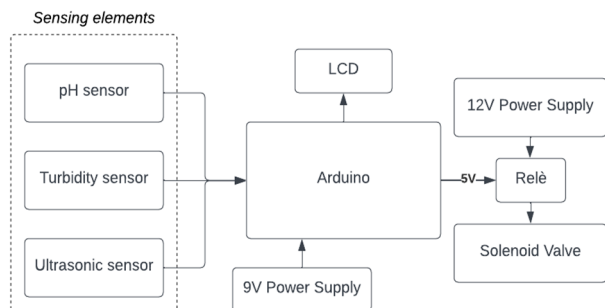 Sensing elements
pH sensor
Turbidity sensor
Ultrasonic sensor
LCD
Arduino
9V Power Supply
5V
12V Power Supply
Relè
Solenoid Valve